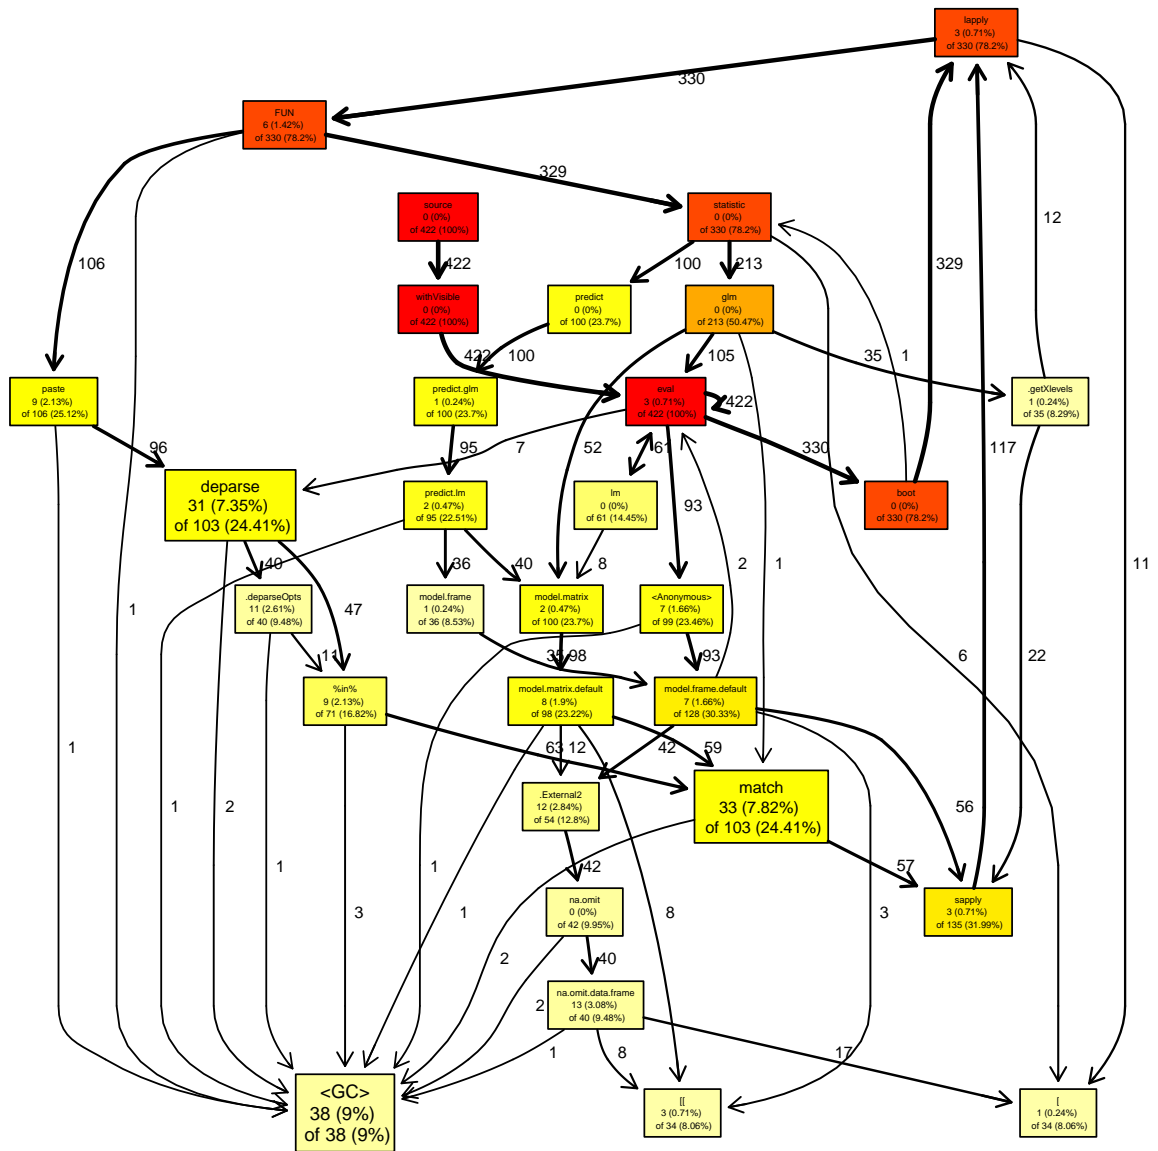 lapply
3 (0.71%)
of 330 (78.2%)
330
FUN
6 (1.42%)
of 330 (78.2%)
329
source
0 (0%)
of 422 (100%)
statistic
0 (0%)
of 330 (78.2%)
12
106
422
100
213
329
withVisible
0 (0%)
of 422 (100%)
predict
0 (0%)
of 100 (23.7%)
glm
0 (0%)
of 213 (50.47%)
422
100
105
35
1
paste
9 (2.13%)
of 106 (25.12%)
predict.glm
1 (0.24%)
of 100 (23.7%)
eval
3 (0.71%)
of 422 (100%)
422
.getXlevels
1 (0.24%)
of 35 (8.29%)
96
95
7
52
61
330
117
deparse
31 (7.35%)
of 103 (24.41%)
predict.lm
2 (0.47%)
of 95 (22.51%)
lm
0 (0%)
of 61 (14.45%)
93
boot
0 (0%)
of 330 (78.2%)
40
36
40
8
2
1
11
.deparseOpts
11 (2.61%)
of 40 (9.48%)
47
model.frame
1 (0.24%)
of 36 (8.53%)
model.matrix
2 (0.47%)
of 100 (23.7%)
<Anonymous>
7 (1.66%)
of 99 (23.46%)
1
11
35
98
93
6
22
%in%
9 (2.13%)
of 71 (16.82%)
model.matrix.default
8 (1.9%)
of 98 (23.22%)
model.frame.default
7 (1.66%)
of 128 (30.33%)
1
63
12
42
59
.External2
12 (2.84%)
of 54 (12.8%)
match
33 (7.82%)
of 103 (24.41%)
1
2
56
1
42
1
57
na.omit
0 (0%)
of 42 (9.95%)
sapply
3 (0.71%)
of 135 (31.99%)
3
1
8
3
2
40
na.omit.data.frame
13 (3.08%)
of 40 (9.48%)
2
1
8
17
<GC>
38 (9%)
of 38 (9%)
[[
3 (0.71%)
of 34 (8.06%)
[
1 (0.24%)
of 34 (8.06%)